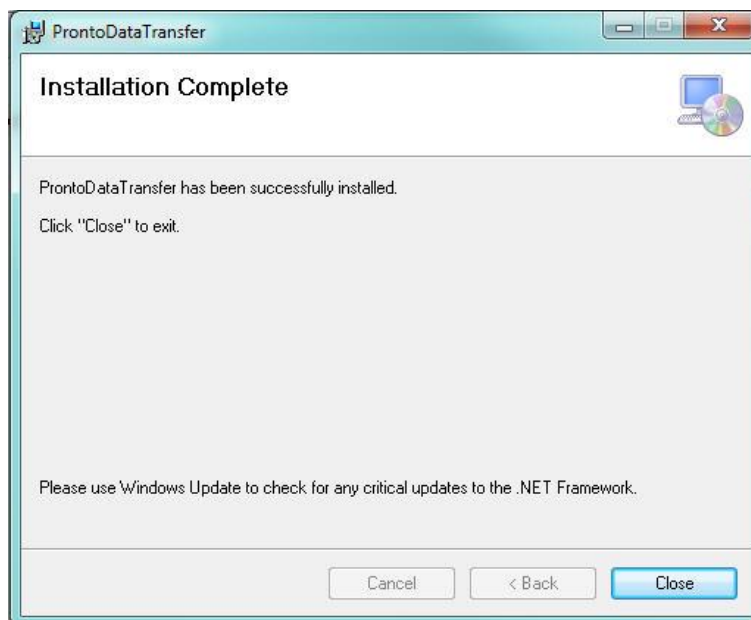 ProntoDataTransfer
Installation Complete
ProntoDataTransfer has been successfully installed.
Click "Close" to exit.
Please use Windows Update to check for any critical updates to the .NET Framework.
Cancel
< Back
Close